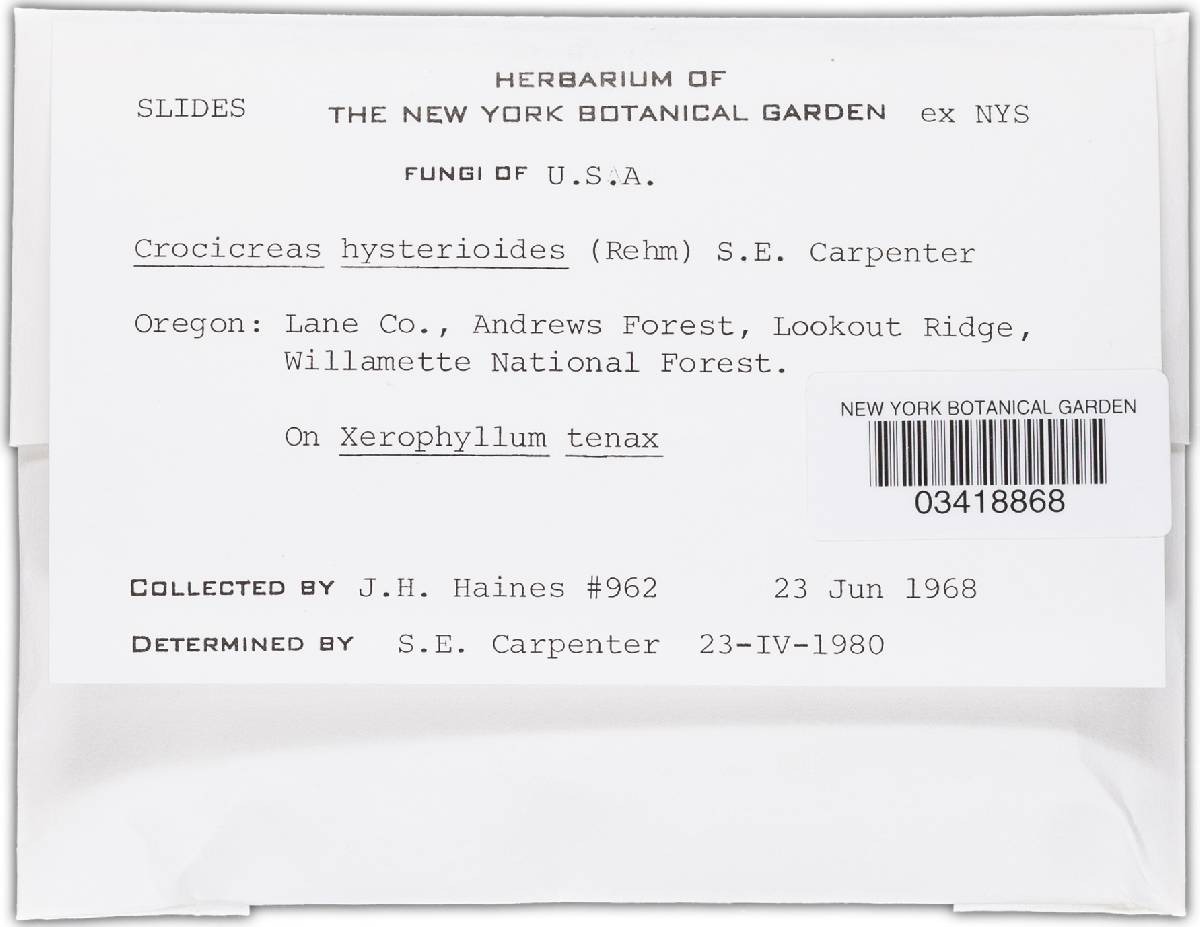 HERBARIUM OF
SLIDES THE NEW YORK BOTANICAL GARDEN ex NYS
FUNGI OF U.S.A.
Crocicreas hysterioides (Rehm) S.E. Carpenter
Oregon: Lane Co., Andrews Forest, Lookout Ridge,
Willamette National Forest.
On Xerophyllum tenax
NEW YORK BOTANICAL GARDEN
03418868
COLLECTED BY J.H. Haines #962 23 Jun 1968
DETERMINED BY S.E. Carpenter 23-IV-1980